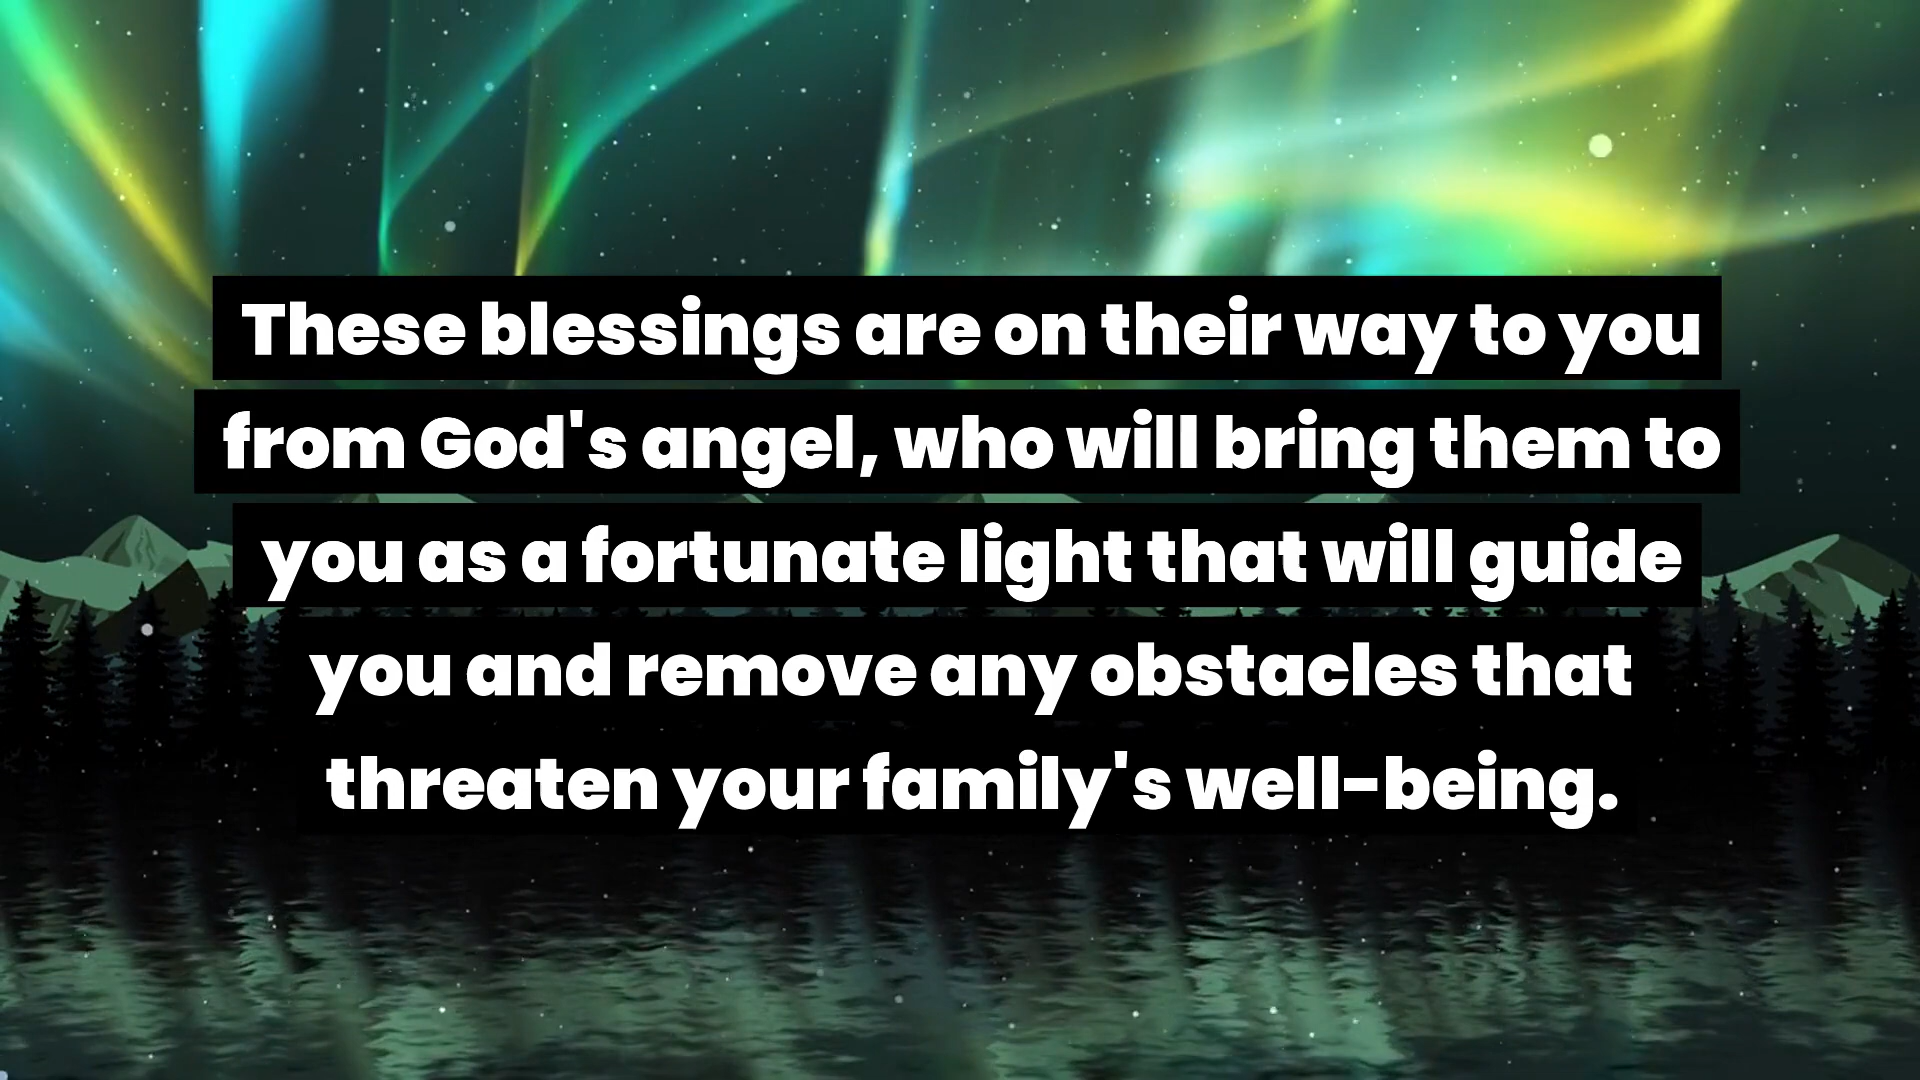 These blessings are on their way to you
from God's angel, who will bring them to
you as a fortunate light that will guide
you and remove any obstacles that
threaten your family's well-being.